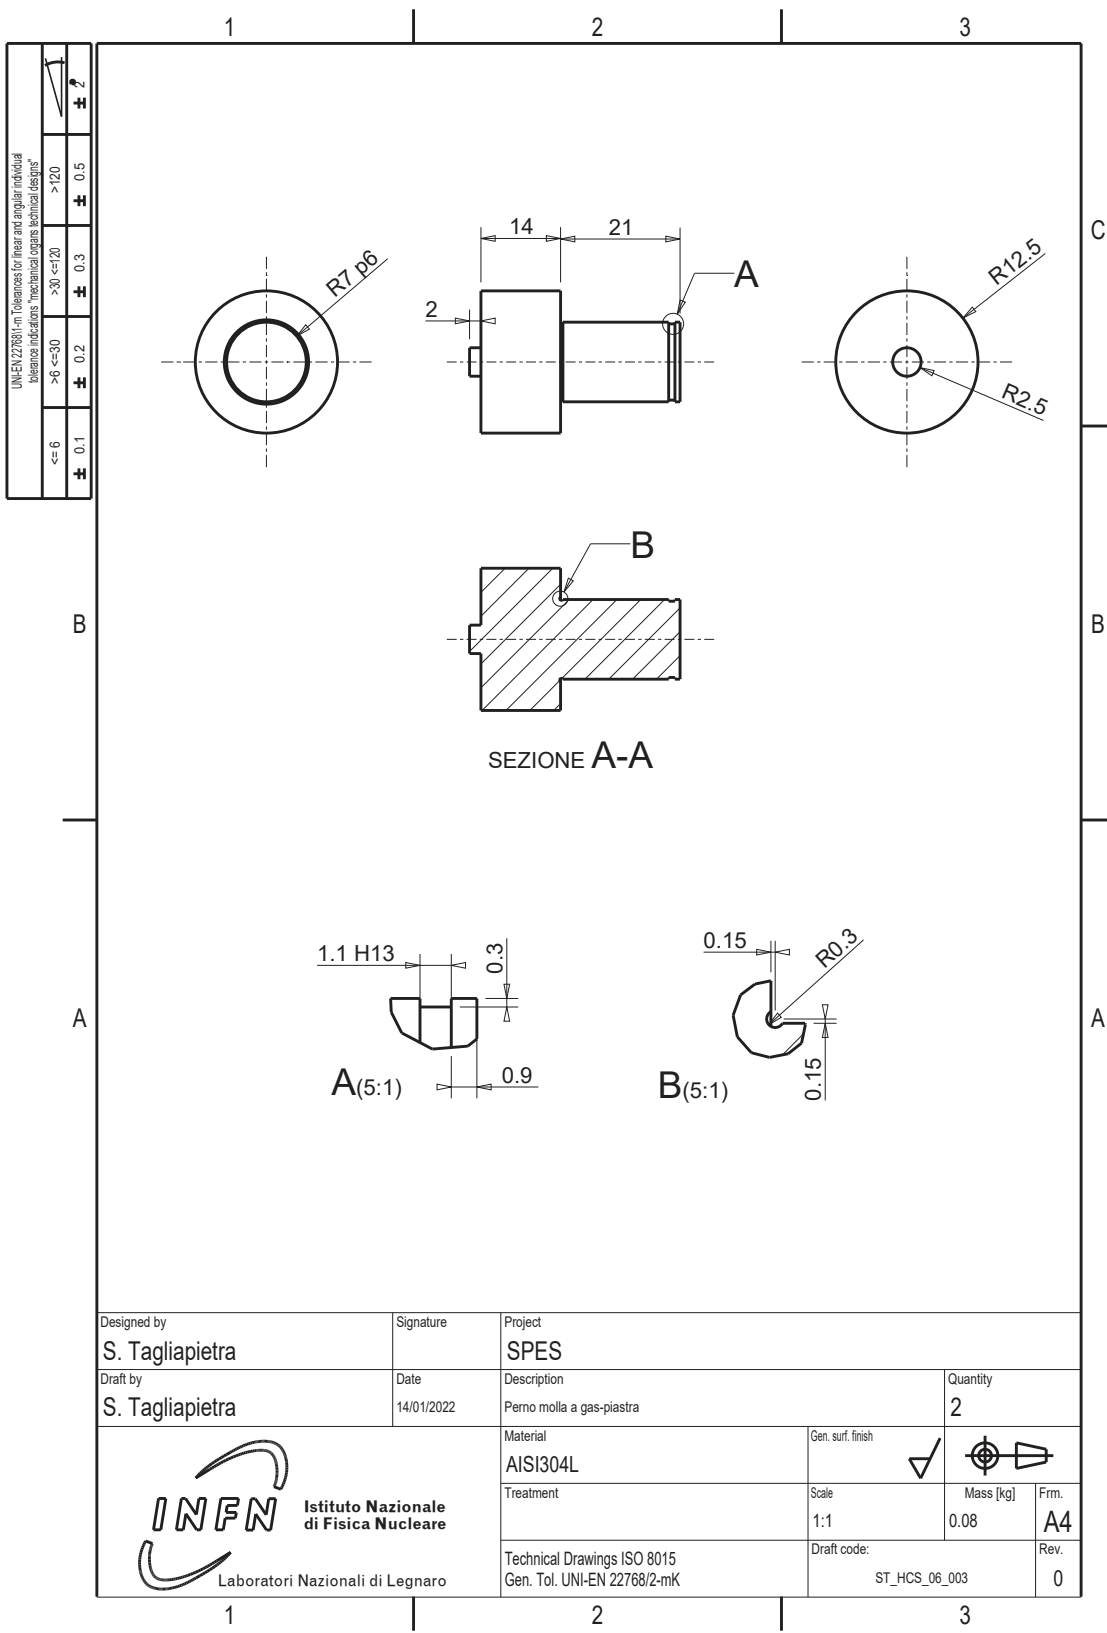 1 2 3
UNI-EN 22768\1-m Tolerances for linear and angular individual
tolerance indications "mechanical organs technical designs"
<= 6 >6 <=30 >30 <=120 >120
± 0.1 ± 0.2 ± 0.3 ± 0.5 ± 2°
C
14 21
R7 p6
2
A
R12.5
R2.5
B
B B
SEZIONE A-A
1.1 H13
0.3
0.9
A(5:1)
0.15
R0.3
0.15
B(5:1)
A A
Designed by
S. Tagliapietra
Signature
Project
SPES
Draft by
S. Tagliapietra
Date
14/01/2022
Description
Perno molla a gas-piastra
Quantity
2
Material
AISI304L
Gen. surf. finish
Treatment
Scale
1:1
Mass [kg]
0.08
Frm.
A4
INFN
Istituto Nazionale
di Fisica Nucleare
Laboratori Nazionali di Legnaro
Technical Drawings ISO 8015
Gen. Tol. UNI-EN 22768/2-mK
Draft code:
ST_HCS_06_003
Rev.
0
1 2 3